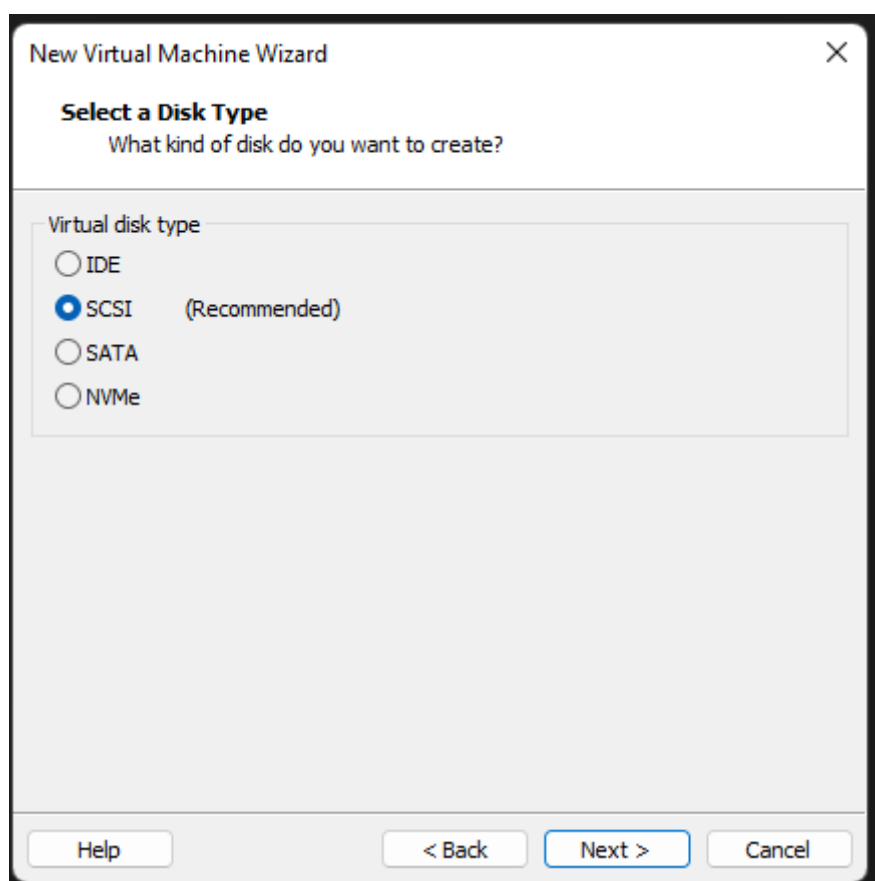 New Virtual Machine Wizard
Select a Disk Type
What kind of disk do you want to create?
Virtual disk type
IDE
SCSI (Recommended)
SATA
NVMe
Help < Back Next > Cancel